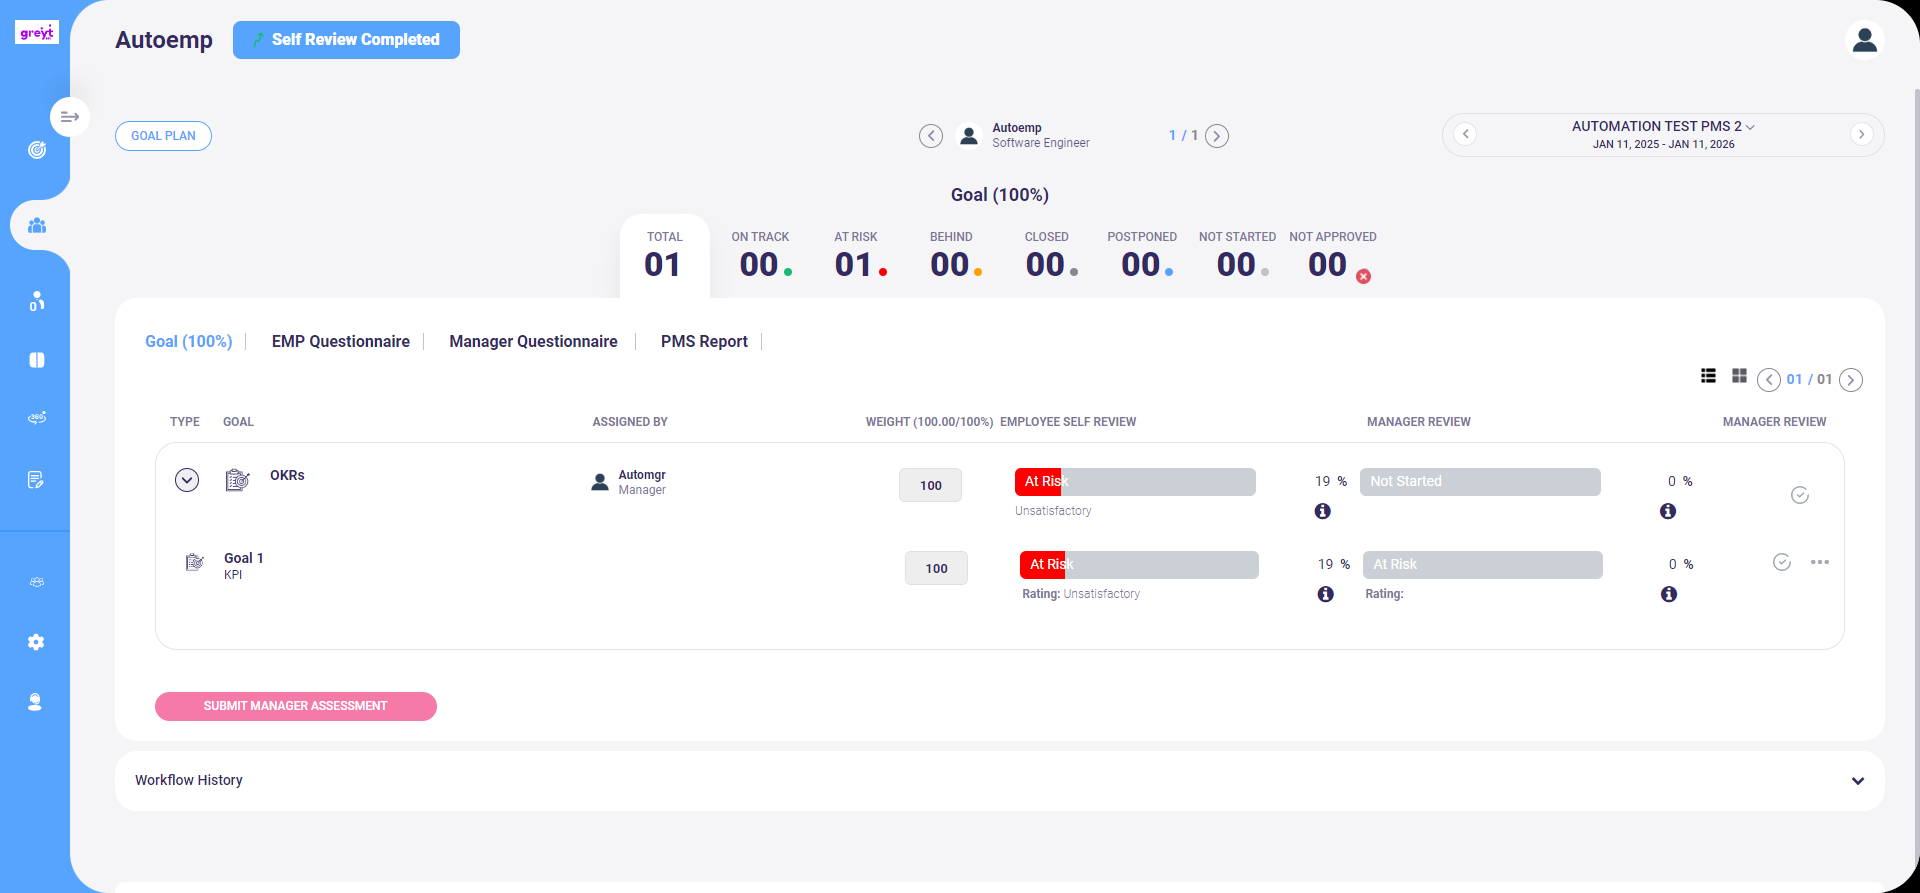 greyt
Autoemp
Self Review Completed
GOAL PLAN
Autoemp
Software Engineer
1 / 1
AUTOMATION TEST PMS 2
JAN 11, 2025 - JAN 11, 2026
Goal (100%)
TOTAL
01
ON TRACK
00
AT RISK
01
BEHIND
00
CLOSED
00
POSTPONED
00
NOT STARTED
00
NOT APPROVED
00
Goal (100%)
EMP Questionnaire
Manager Questionnaire
PMS Report
01 / 01
TYPE GOAL ASSIGNED BY WEIGHT (100.00/100%) EMPLOYEE SELF REVIEW MANAGER REVIEW MANAGER REVIEW
OKRs
Automgr
Manager
100
At Risk
19 %
Unsatisfactory
Not Started
0 %
Goal 1
KPI
100
At Risk
19 %
Rating: Unsatisfactory
At Risk
0 %
Rating:
SUBMIT MANAGER ASSESSMENT
Workflow History
360